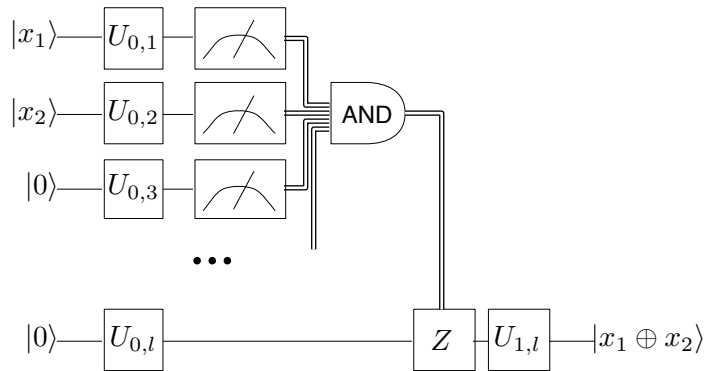 |x₁⟩ U₀,₁
AND
|x₂⟩ U₀,₂
|0⟩ U₀,₃
•••
|0⟩ U₀,ₗ Z U₁,ₗ |x₁ ⊕ x₂⟩